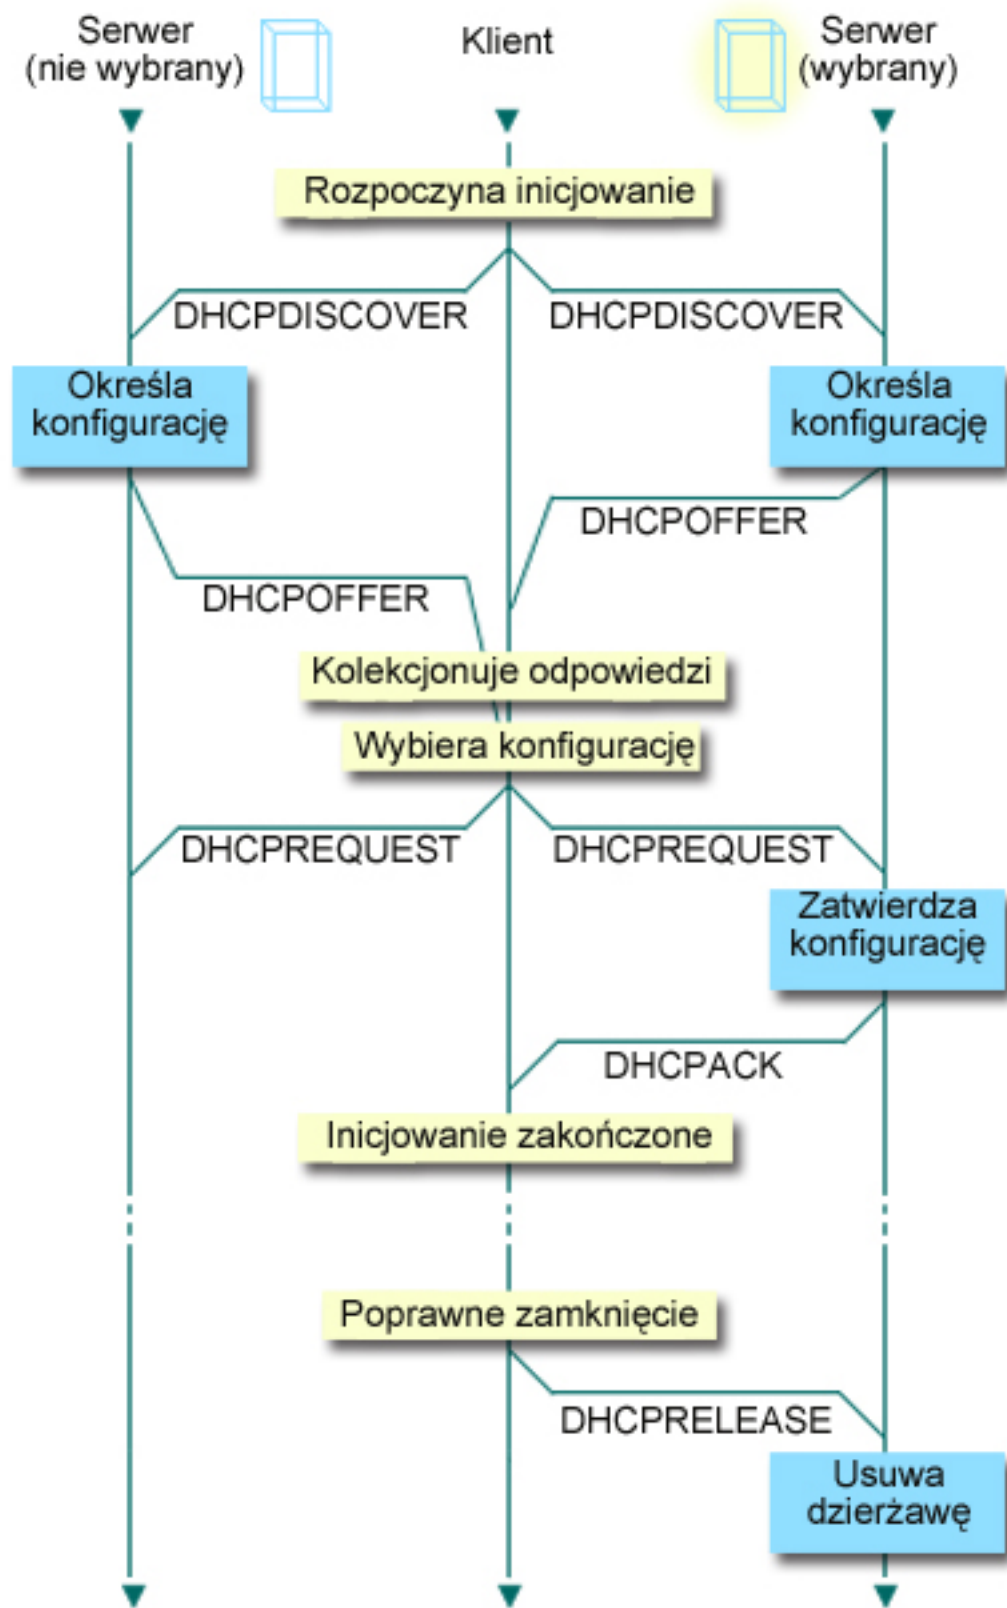 Serwer
(nie wybrany)
Klient
Serwer
(wybrany)
Rozpoczyna inicjowanie
DHCPDISCOVER
DHCPDISCOVER
Określa
konfigurację
Określa
konfigurację
DHCPOFFER
DHCPOFFER
Kolekcjonuje odpowiedzi
Wybiera konfigurację
DHCPREQUEST
DHCPREQUEST
Zatwierdza
konfigurację
DHCPACK
Inicjowanie zakończone
Poprawne zamknięcie
DHCPRELEASE
Usuwa
dzierżawę